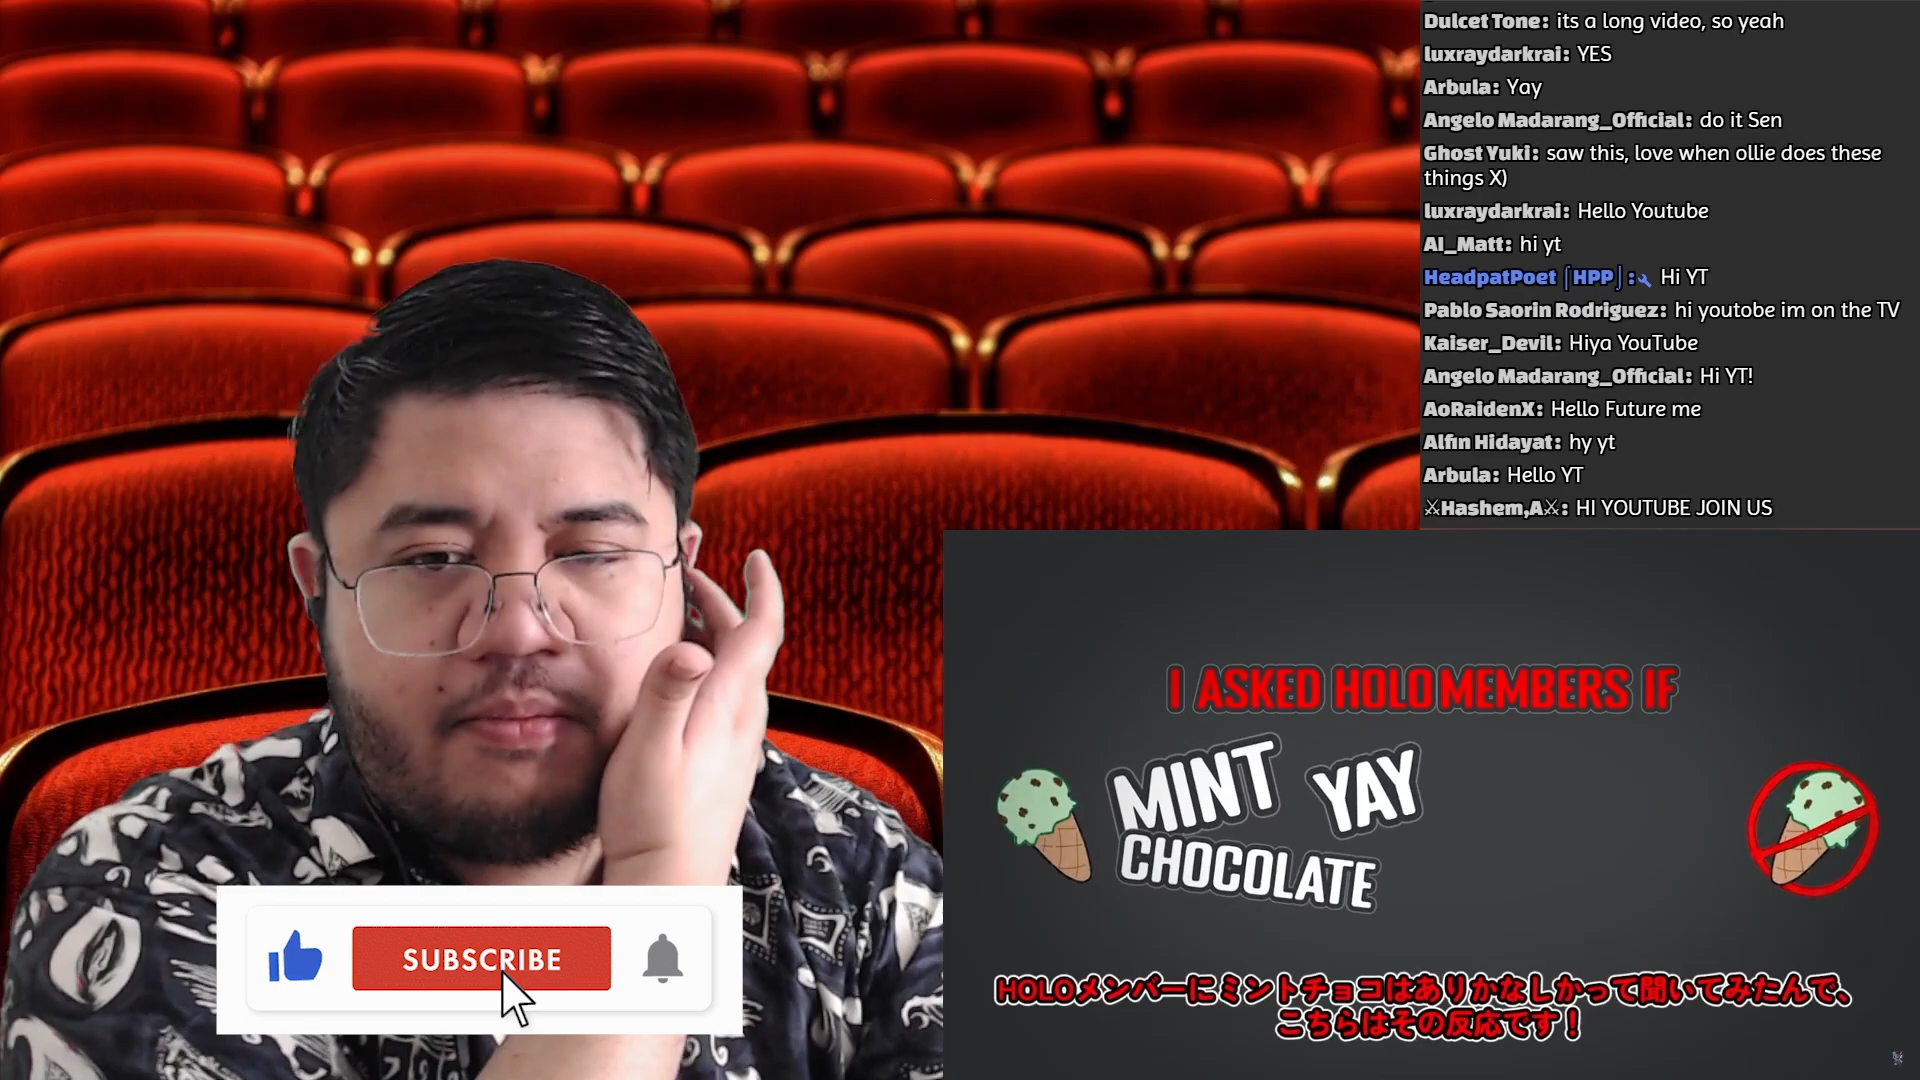 Dulcet Tone: its a long video, so yeah
luxraydarkrai: YES
Arbula: Yay
Angelo Madarang_Official: do it Sen
Ghost Yuki: saw this, love when ollie does these
things X)
luxraydarkrai: Hello Youtube
AI_Matt: hi yt
HeadpatPoet [HPP]: Hi YT
Pablo Saorin Rodriguez: hi youtobe im on the TV
Kaiser_Devil: Hiya YouTube
Angelo Madarang_Official: Hi YT!
AoRaidenX: Hello Future me
Alfin Hidayat: hy yt
Arbula: Hello YT
⚔Hashem,A⚔: HI YOUTUBE JOIN US
I ASKED HOLOMEMBERS IF
MINT YAY
CHOCOLATE
HOLOメンバーにミントチョコはありかなしかって聞いてみたんで、
こちらはその反応です！
SUBSCRIBE